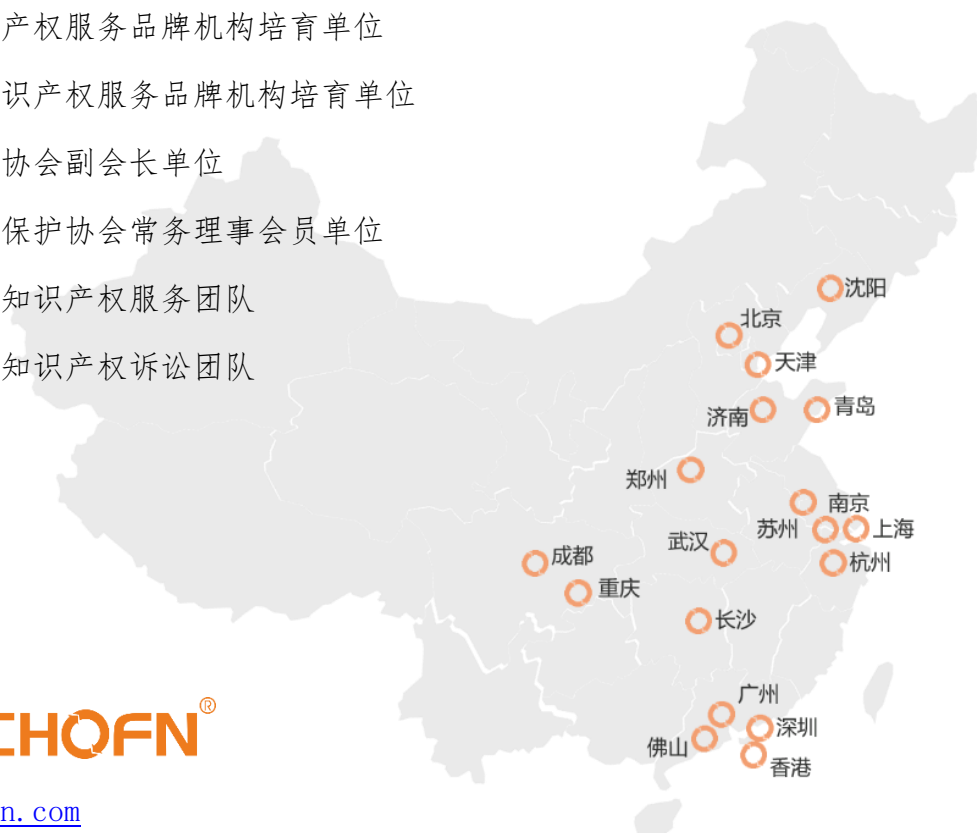 产权服务品牌机构培育单位
识产权服务品牌机构培育单位
协会副会长单位
保护协会常务理事会员单位
知识产权服务团队
知识产权诉讼团队
沈阳
北京
天津
济南
青岛
郑州
南京
苏州
上海
武汉
杭州
成都
重庆
长沙
广州
深圳
佛山
香港
CHOFN®
n.com